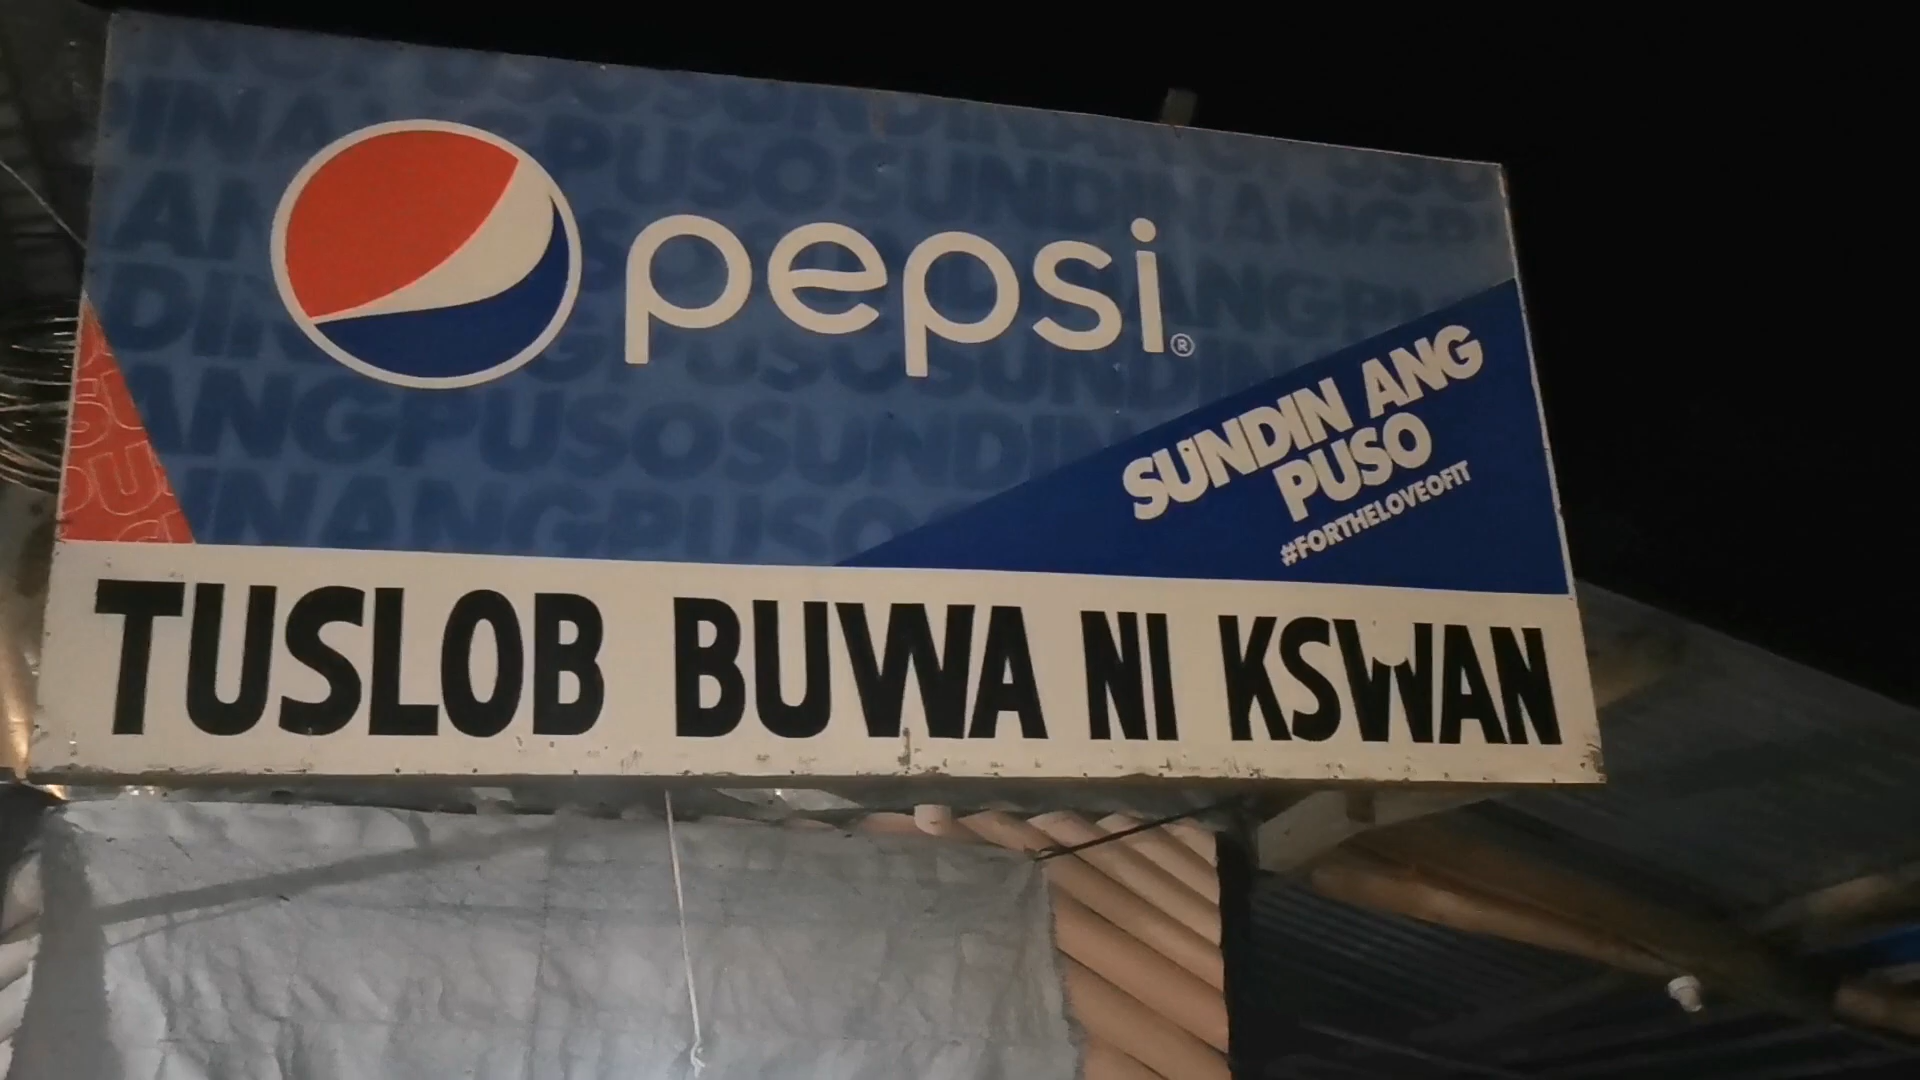 pepsi®
SUNDIN ANG
PUSO
#FORTHELOVEOFIT
TUSLOB BUWA NI KSWAN